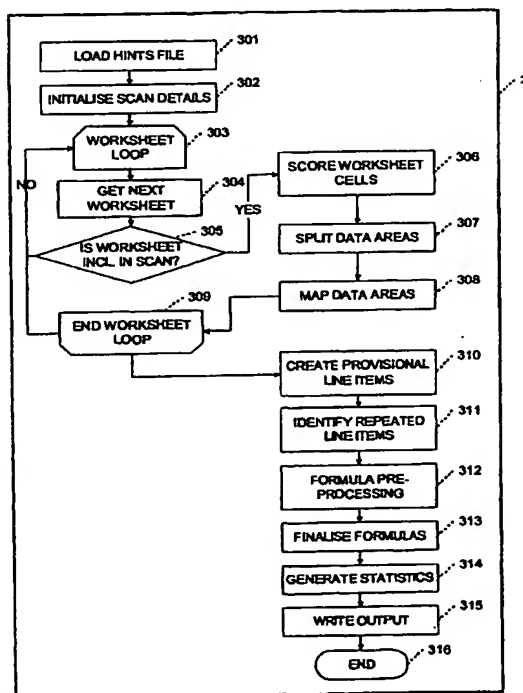 301
LOAD HINTS FILE
302
INITIALISE SCAN DETAILS
303
WORKSHEET
LOOP
304
GET NEXT
WORKSHEET
NO
YES
305
IS WORKSHEET
INCL. IN SCAN?
306
SCORE WORKSHEET
CELLS
307
SPLIT DATA AREAS
308
MAP DATA AREAS
309
END WORKSHEET
LOOP
310
CREATE PROVISIONAL
LINE ITEMS
311
IDENTIFY REPEATED
LINE ITEMS
312
FORMULA PRE-
PROCESSING
313
FINALISE FORMULAS
314
GENERATE STATISTICS
315
WRITE OUTPUT
316
END